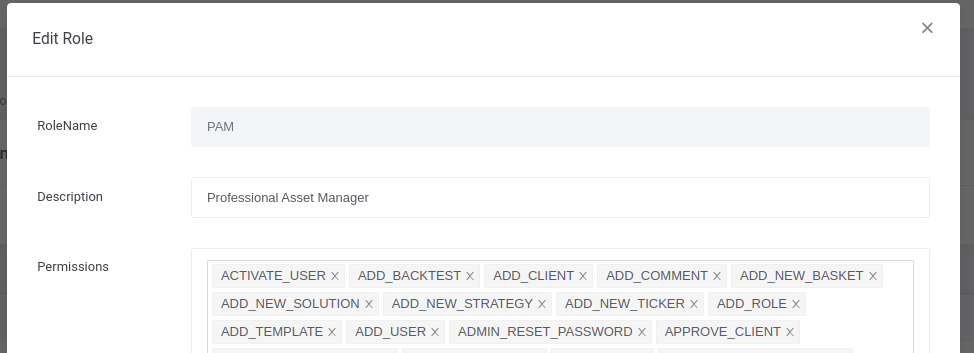 Edit Role
RoleName
PAM
Description
Professional Asset Manager
Permissions
ACTIVATE_USER ADD_BACKTEST ADD_CLIENT ADD_COMMENT ADD_NEW_BASKET
ADD_NEW_SOLUTION ADD_NEW_STRATEGY ADD_NEW_TICKER ADD_ROLE
ADD_TEMPLATE ADD_USER ADMIN_RESET_PASSWORD APPROVE_CLIENT